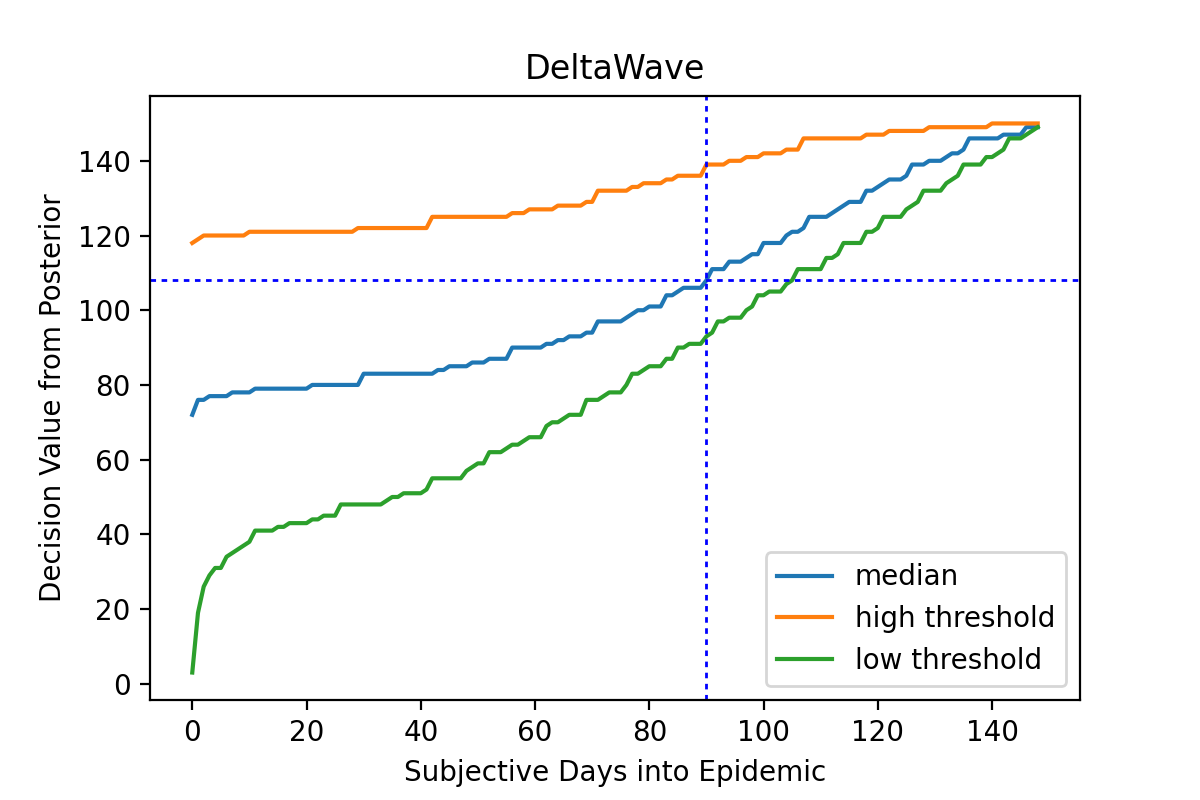 DeltaWave
Decision Value from Posterior
140
120
100
80
60
40
20
0
median
high threshold
low threshold
0 20 40 60 80 100 120 140
Subjective Days into Epidemic